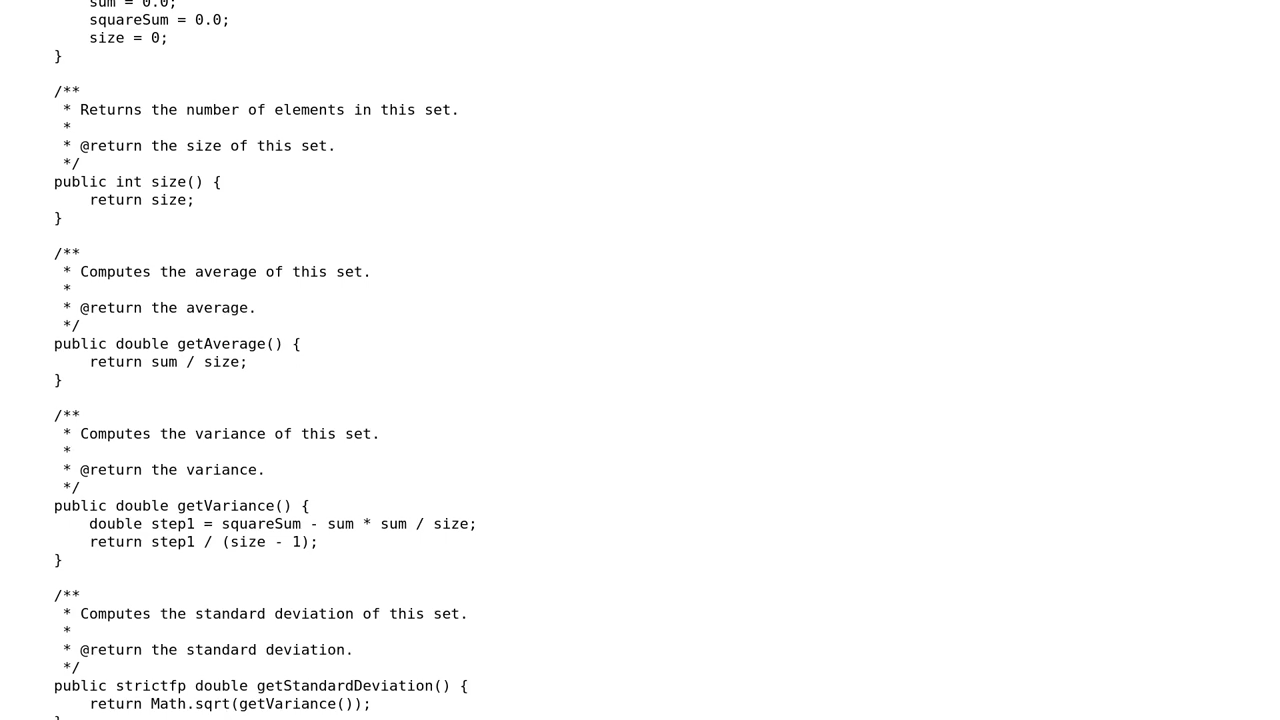 sum = 0.0;
        squareSum = 0.0;
        size = 0;
    }

    /**
     * Returns the number of elements in this set.
     *
     * @return the size of this set.
     */
    public int size() {
        return size;
    }

    /**
     * Computes the average of this set.
     *
     * @return the average.
     */
    public double getAverage() {
        return sum / size;
    }

    /**
     * Computes the variance of this set.
     *
     * @return the variance.
     */
    public double getVariance() {
        double step1 = squareSum - sum * sum / size;
        return step1 / (size - 1);
    }

    /**
     * Computes the standard deviation of this set.
     *
     * @return the standard deviation.
     */
    public strictfp double getStandardDeviation() {
        return Math.sqrt(getVariance());
    }